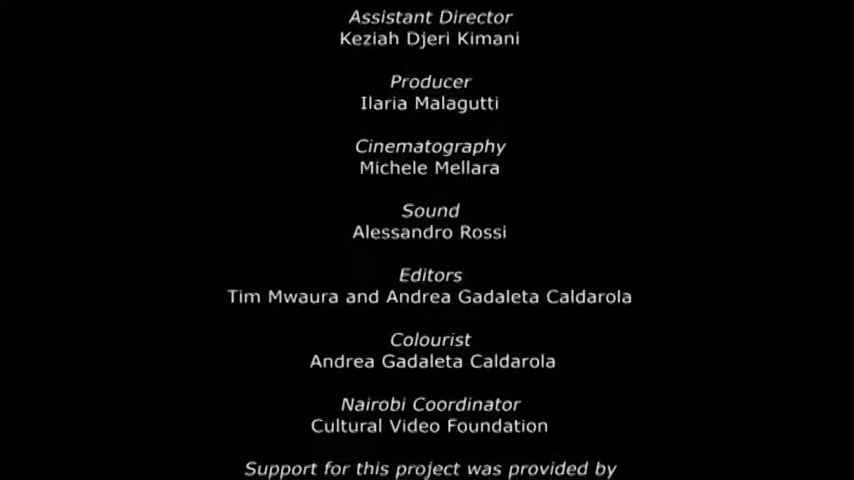 Assistant Director
Keziah Djeri Kimani
Producer
Ilaria Malagutti
Cinematography
Michele Mellara
Sound
Alessandro Rossi
Editors
Tim Mwaura and Andrea Gadaleta Caldarola
Colourist
Andrea Gadaleta Caldarola
Nairobi Coordinator
Cultural Video Foundation
Support for this project was provided by